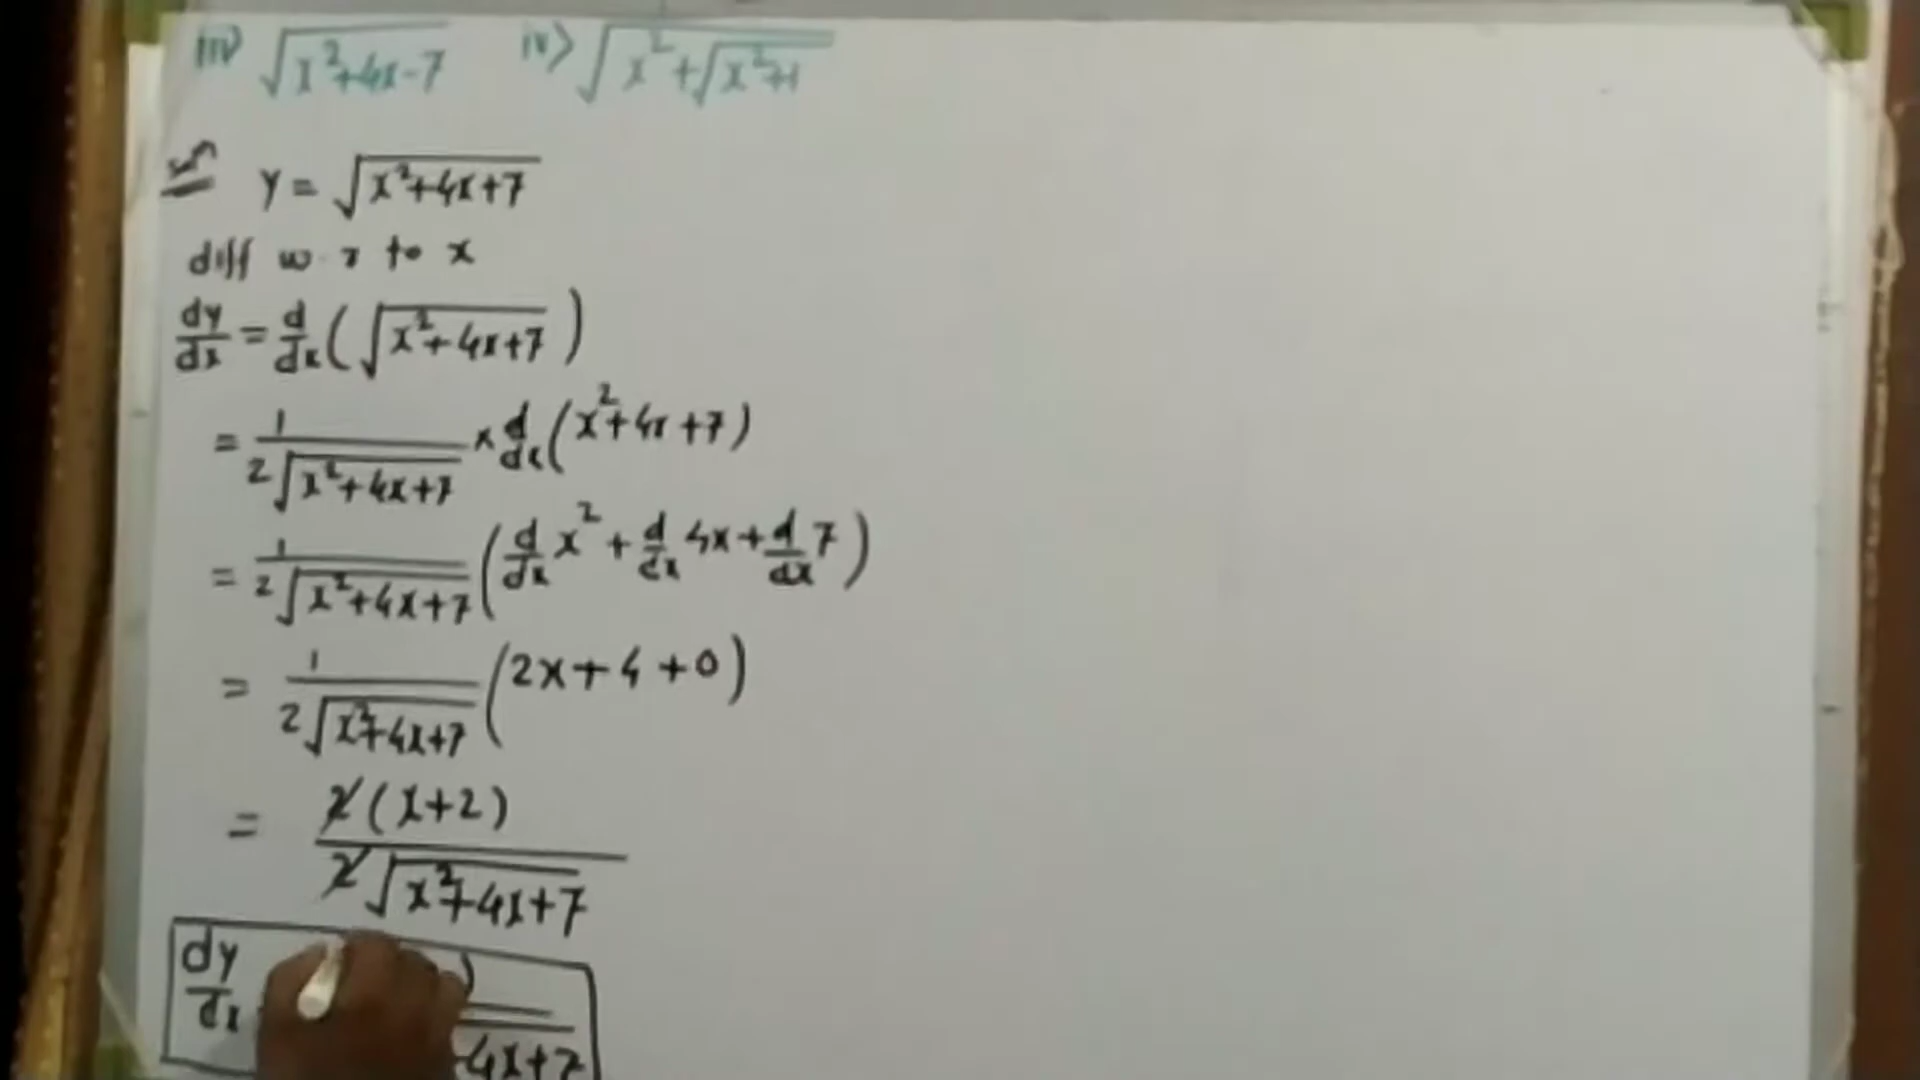 iii) √(x²+4x-7) iv) √(x²+√(x²+1))
Sol y = √(x²+4x+7)
diff w.r to x
dy/dx = d/dx (√(x²+4x+7))
= 1/(2√(x²+4x+7)) × d/dx (x²+4x+7)
= 1/(2√(x²+4x+7)) (d/dx x² + d/dx 4x + d/dx 7)
= 1/(2√(x²+4x+7)) (2x+4+0)
= 2(x+2)/(2√(x²+4x+7))
dy/dx ) 4x+7